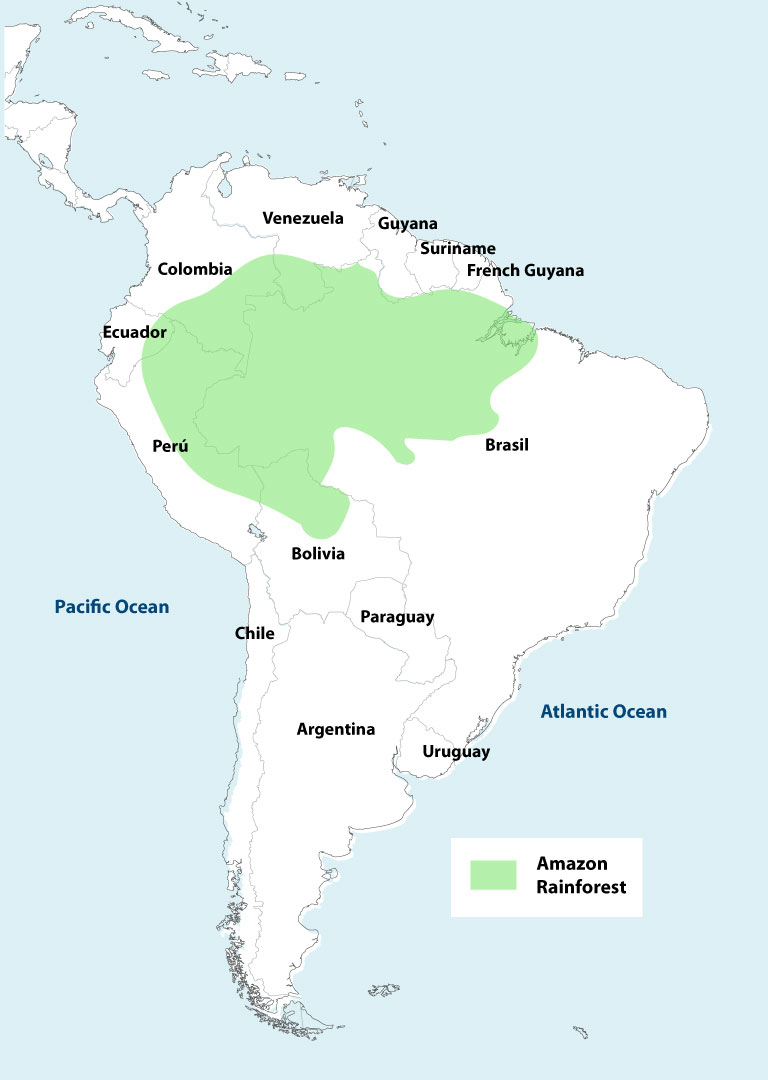 Venezuela
Guyana
Suriname
Colombia
French Guyana
Ecuador
Perú
Brasil
Bolivia
Pacific Ocean
Paraguay
Chile
Atlantic Ocean
Argentina
Uruguay
Amazon
Rainforest